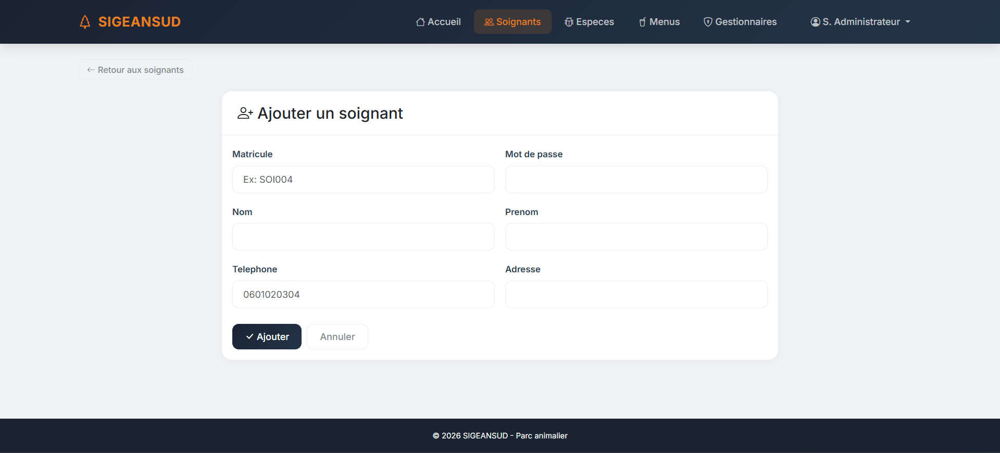 SIGEANSUD
Accueil
Soignants
Especes
Menus
Gestionnaires
S. Administrateur
Retour aux soignants
Ajouter un soignant
Matricule
Mot de passe
Ex: SOI004
Nom
Prenom
Telephone
Adresse
0601020304
Ajouter
Annuler
© 2026 SIGEANSUD - Parc animalier